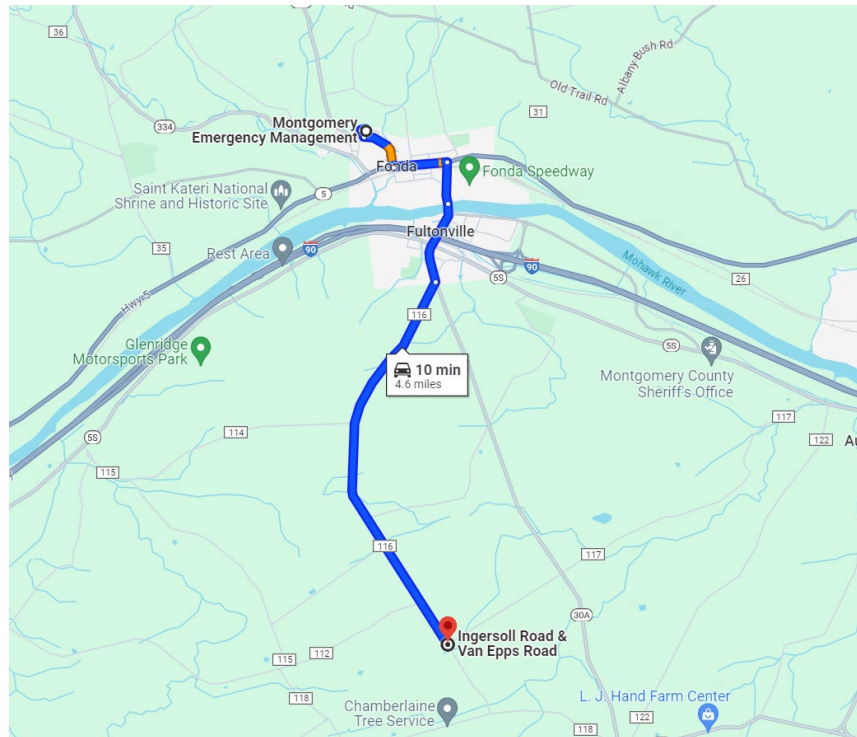 36
Albany Bush Rd
Old Trail Rd
31
334
Montgomery
Emergency Management
Fonda
Fonda Speedway
Saint Kateri National
Shrine and Historic Site
5
35
Rest Area
90
Fultonville
90
5S
Mohawk River
26
Hwy 5
116
Glenridge
Motorsports Park
10 min
4.6 miles
5S
Montgomery County
Sheriff's Office
117
122
Au
5S
114
115
116
117
30A
Ingersoll Road &
Van Epps Road
115
112
118
Chamberlaine
Tree Service
L. J. Hand Farm Center
122
118